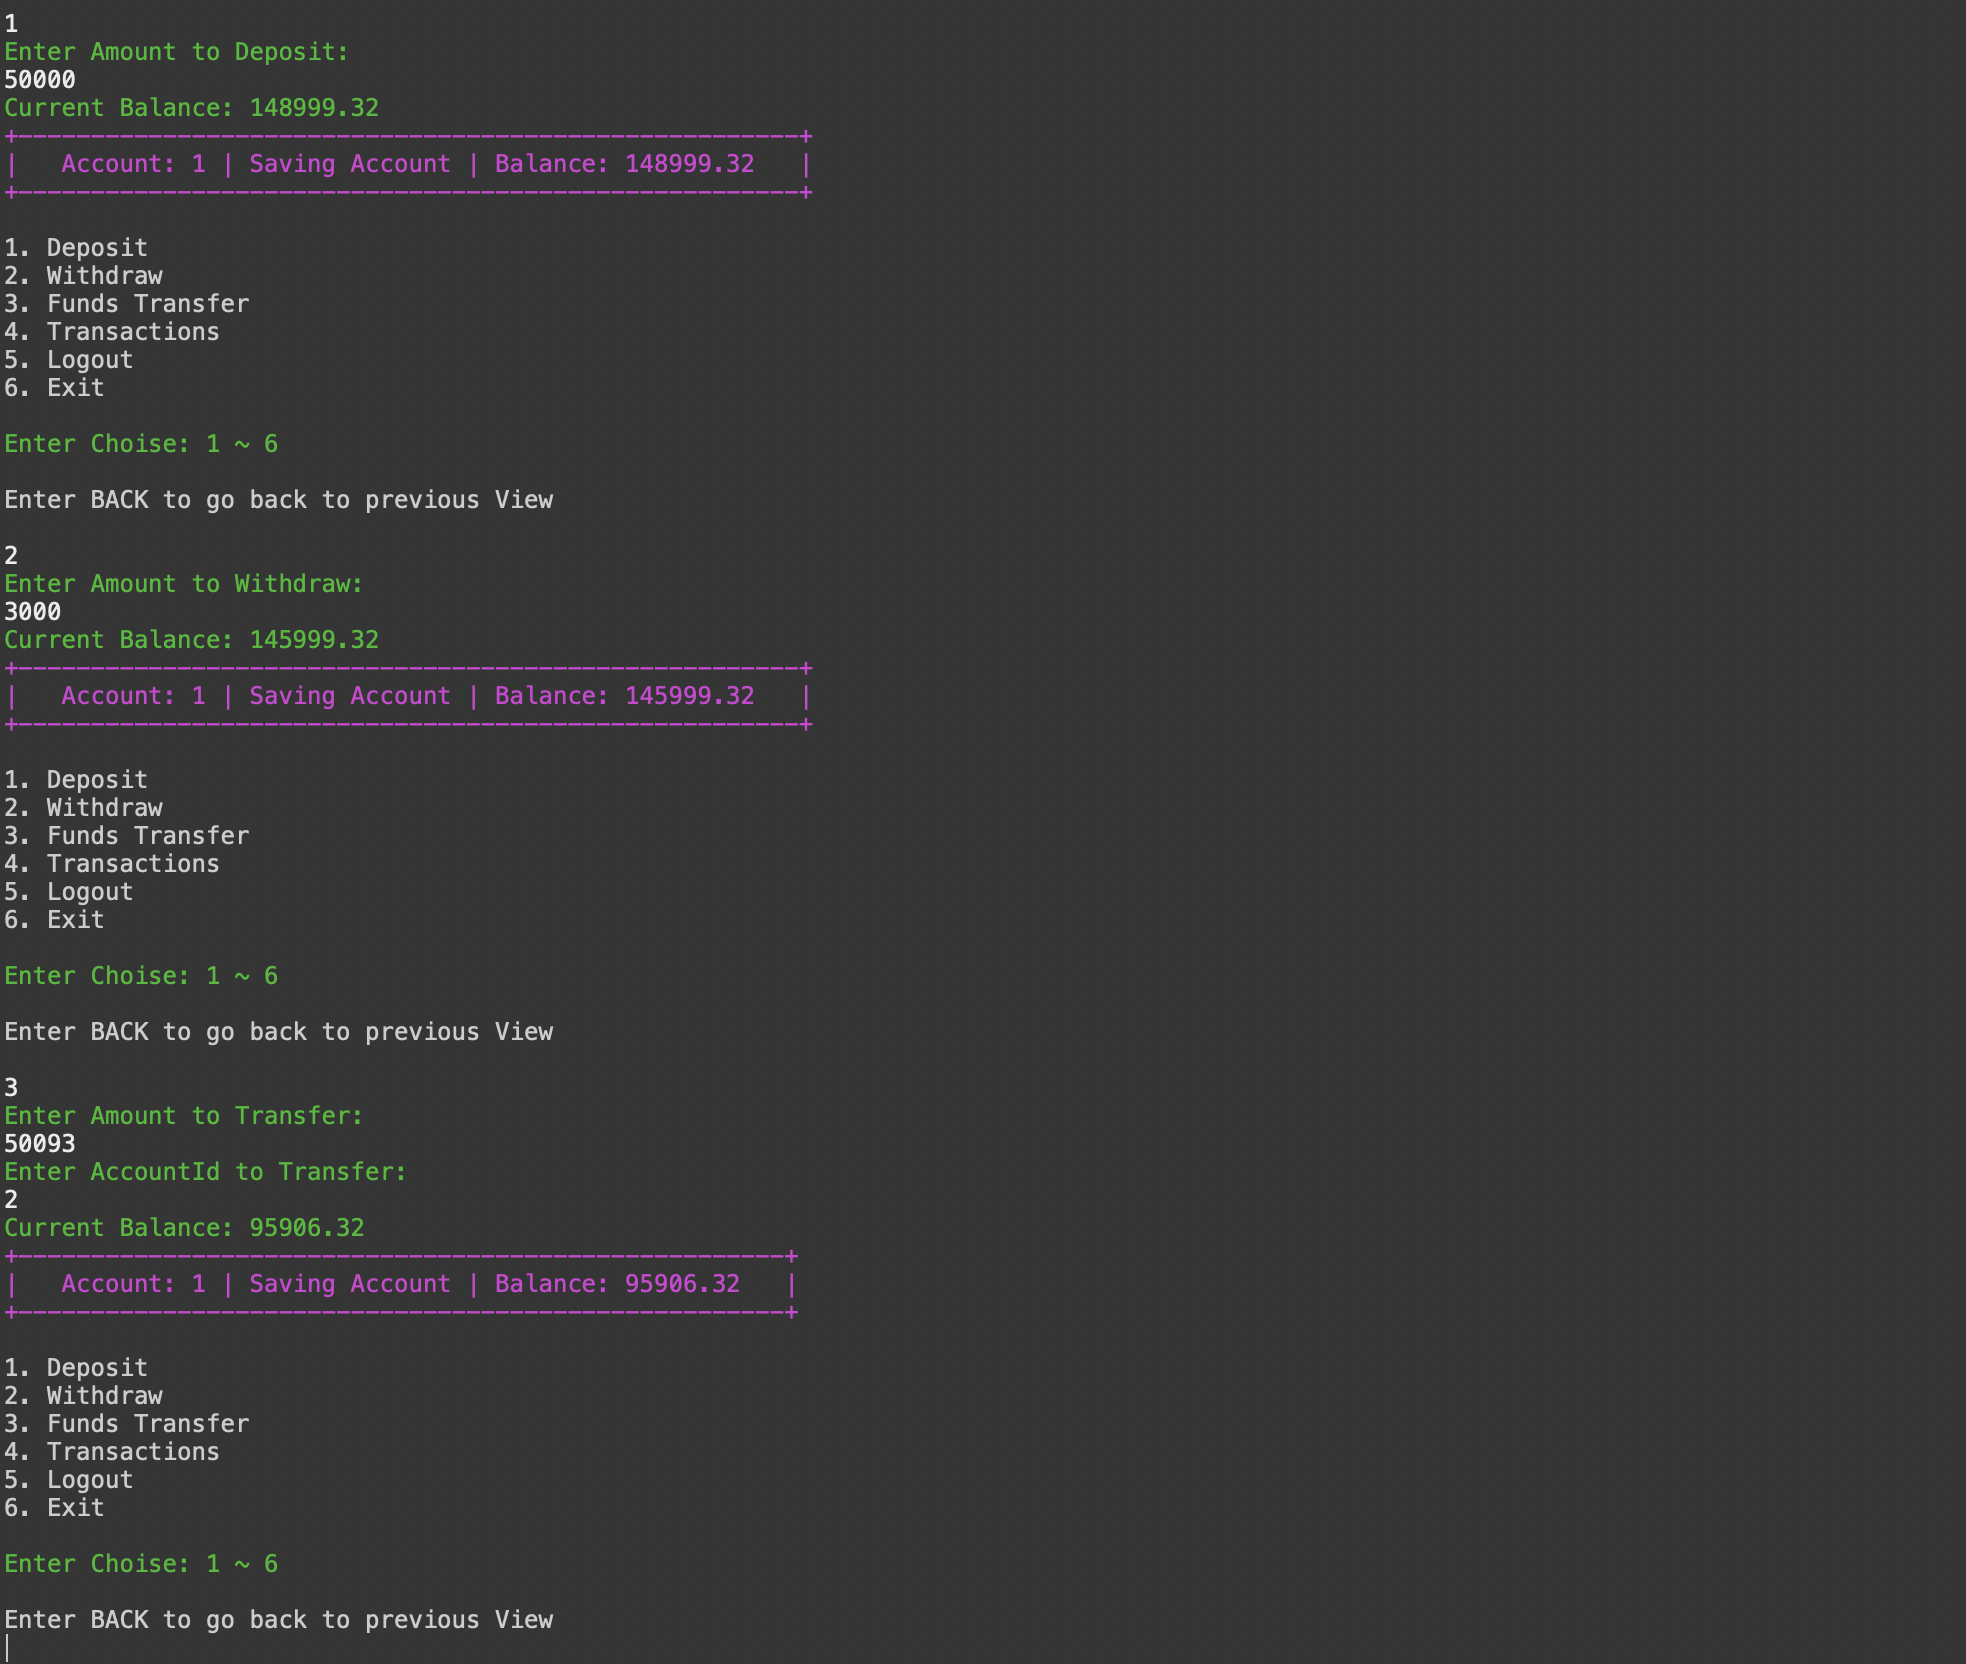 1
Enter Amount to Deposit:
50000
Current Balance: 148999.32
+------------------------------------------------------+
|   Account: 1 | Saving Account | Balance: 148999.32   |
+------------------------------------------------------+
1. Deposit
2. Withdraw
3. Funds Transfer
4. Transactions
5. Logout
6. Exit
Enter Choise: 1 ~ 6
Enter BACK to go back to previous View
2
Enter Amount to Withdraw:
3000
Current Balance: 145999.32
+------------------------------------------------------+
|   Account: 1 | Saving Account | Balance: 145999.32   |
+------------------------------------------------------+
1. Deposit
2. Withdraw
3. Funds Transfer
4. Transactions
5. Logout
6. Exit
Enter Choise: 1 ~ 6
Enter BACK to go back to previous View
3
Enter Amount to Transfer:
50093
Enter AccountId to Transfer:
2
Current Balance: 95906.32
+-----------------------------------------------------+
|   Account: 1 | Saving Account | Balance: 95906.32   |
+-----------------------------------------------------+
1. Deposit
2. Withdraw
3. Funds Transfer
4. Transactions
5. Logout
6. Exit
Enter Choise: 1 ~ 6
Enter BACK to go back to previous View